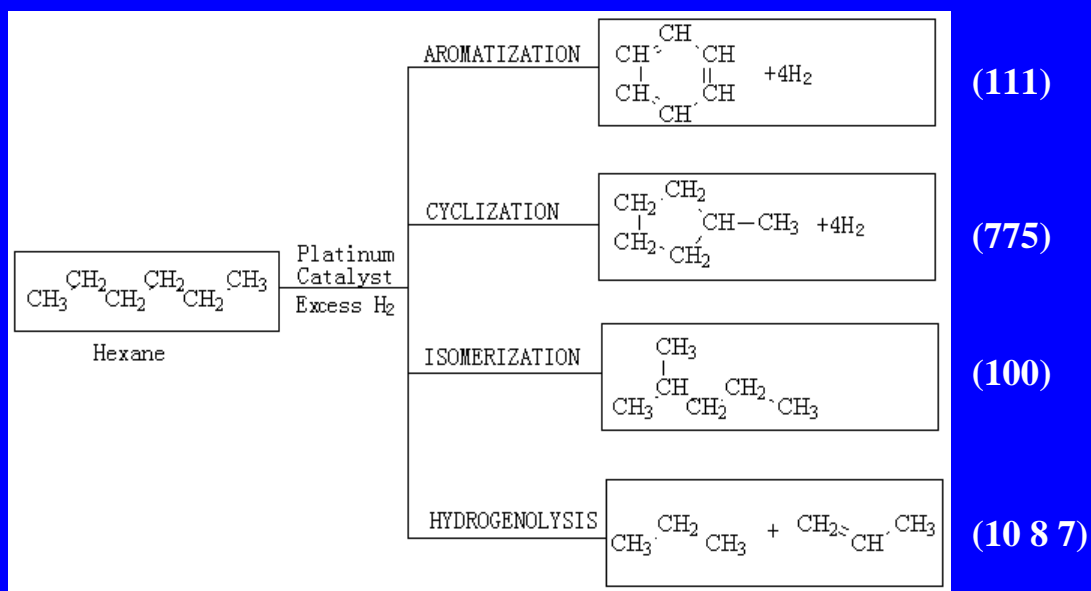 AROMATIZATION
CH
CH CH
CH CH
CH
+4H₂
(111)
CYCLIZATION
CH₂
CH₂ CH—CH₃ +4H₂
CH₂ CH₂
(775)
CH₃ CH₂ CH₂ CH₂ CH₂ CH₃
Hexane
Platinum
Catalyst
Excess H₂
ISOMERIZATION
CH₃
CH₃ CH CH₂ CH₂ CH₃
(100)
HYDROGENOLYSIS
CH₃ CH₂ CH₃ + CH₂ CH CH₃
(10 8 7)